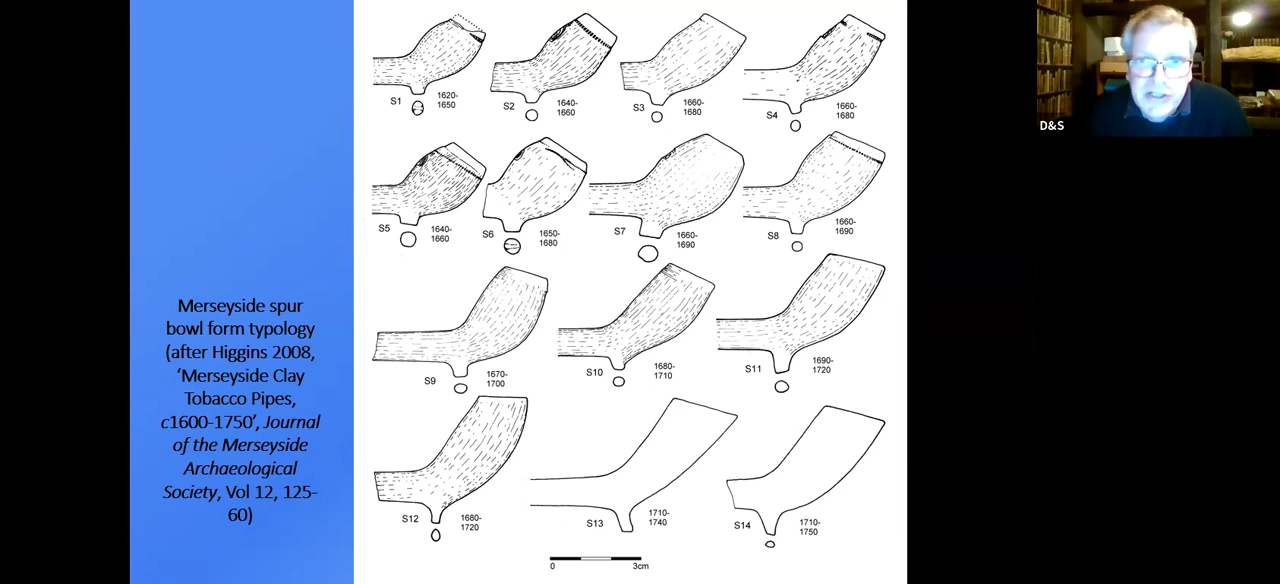 Merseyside spur
bowl form typology
(after Higgins 2008,
‘Merseyside Clay
Tobacco Pipes,
c1600-1750’, Journal
of the Merseyside
Archaeological
Society, Vol 12, 125-
60)
S1
1620-
1650
S2
1640-
1660
S3
1660-
1680
S4
1660-
1680
S5
1640-
1660
S6
1650-
1680
S7
1660-
1690
S8
1660-
1690
S9
1670-
1700
S10
1680-
1710
S11
1690-
1720
S12
1680-
1720
S13
1710-
1740
S14
1710-
1750
0 3cm
D&S